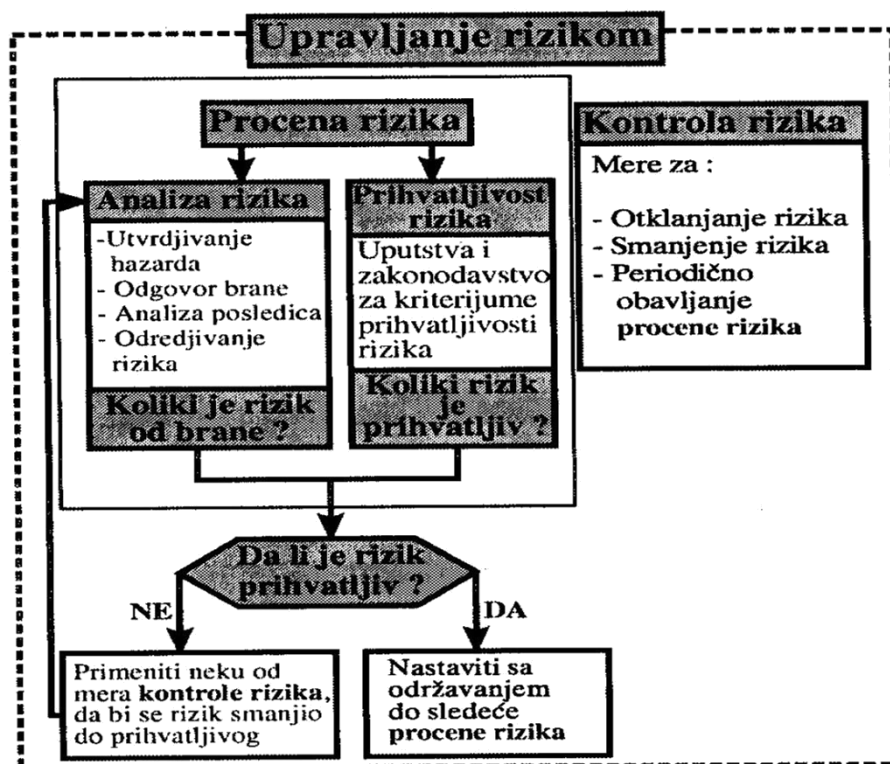 Upravljanje rizikom
Procena rizika
Analiza rizika
-Utvrdjivanje
hazarda
- Odgovor brane
- Analiza posledica
- Odredjivanje
rizika
Koliki je rizik
od brane ?
Prihvatljivost
rizika
Uputstva i
zakonodavstvo
za kriterijume
prihvatljivosti
rizika
Koliki rizik
je
prihvatljiv ?
Kontrola rizika
Mere za :
- Otklanjanje rizika
- Smanjenje rizika
- Periodično
obavljanje
procene rizika
Da li je rizik
prihvatljiv ?
NE
DA
Primeniti neku od
mera kontrole rizika,
da bi se rizik smanjio
do prihvatljivog
Nastaviti sa
održavanjem
do sledeće
procene rizika